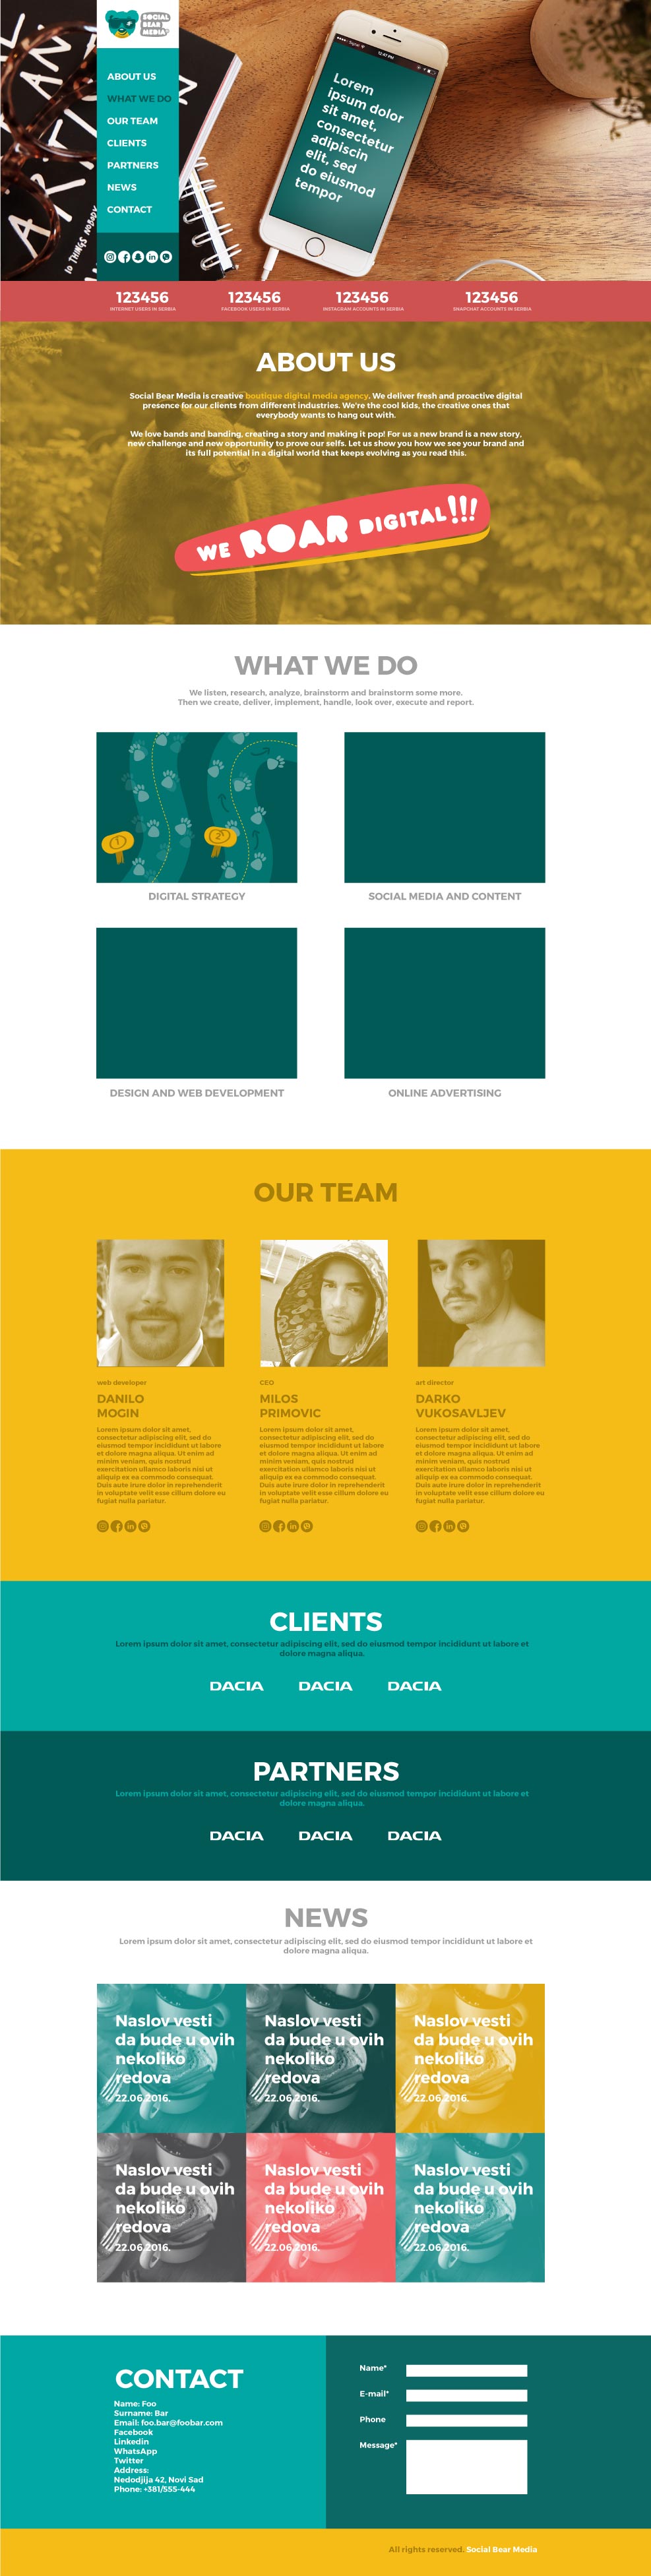 SOCIAL
BEAR
MEDIA
ABOUT US
WHAT WE DO
OUR TEAM
CLIENTS
PARTNERS
NEWS
CONTACT
10 THINGS NOBODY
12:47 PM
Lorem
ipsum dolor
sit amet,
consectetur
adipiscin
elit, sed
do eiusmod
tempor
123456
INTERNET USERS IN SERBIA
123456
FACEBOOK USERS IN SERBIA
123456
INSTAGRAM ACCOUNTS IN SERBIA
123456
SNAPCHAT ACCOUNTS IN SERBIA
ABOUT US
Social Bear Media is creative boutique digital media agency. We deliver fresh and proactive digital
presence for our clients from different industries. We're the cool kids, the creative ones that
everybody wants to hang out with.
We love bands and banding, creating a story and making it pop! For us a new brand is a new story,
new challenge and new opportunity to prove our selfs. Let us show you how we see your brand and
its full potential in a digital world that keeps evolving as you read this.
WE ROAR DIGITAL!!!
WHAT WE DO
We listen, research, analyze, brainstorm and brainstorm some more.
Then we create, deliver, implement, handle, look over, execute and report.
1
2
DIGITAL STRATEGY
SOCIAL MEDIA AND CONTENT
DESIGN AND WEB DEVELOPMENT
ONLINE ADVERTISING
OUR TEAM
web developer
DANILO
MOGIN
Lorem ipsum dolor sit amet,
consectetur adipiscing elit, sed do
eiusmod tempor incididunt ut labore
et dolore magna aliqua. Ut enim ad
minim veniam, quis nostrud
exercitation ullamco laboris nisi ut
aliquip ex ea commodo consequat.
Duis aute irure dolor in reprehenderit
in voluptate velit esse cillum dolore eu
fugiat nulla pariatur.
CEO
MILOS
PRIMOVIC
Lorem ipsum dolor sit amet,
consectetur adipiscing elit, sed do
eiusmod tempor incididunt ut labore
et dolore magna aliqua. Ut enim ad
minim veniam, quis nostrud
exercitation ullamco laboris nisi ut
aliquip ex ea commodo consequat.
Duis aute irure dolor in reprehenderit
in voluptate velit esse cillum dolore eu
fugiat nulla pariatur.
art director
DARKO
VUKOSAVLJEV
Lorem ipsum dolor sit amet,
consectetur adipiscing elit, sed do
eiusmod tempor incididunt ut labore
et dolore magna aliqua. Ut enim ad
minim veniam, quis nostrud
exercitation ullamco laboris nisi ut
aliquip ex ea commodo consequat.
Duis aute irure dolor in reprehenderit
in voluptate velit esse cillum dolore eu
fugiat nulla pariatur.
CLIENTS
Lorem ipsum dolor sit amet, consectetur adipiscing elit, sed do eiusmod tempor incididunt ut labore et
dolore magna aliqua.
DACIA DACIA DACIA
PARTNERS
Lorem ipsum dolor sit amet, consectetur adipiscing elit, sed do eiusmod tempor incididunt ut labore et
dolore magna aliqua.
DACIA DACIA DACIA
NEWS
Lorem ipsum dolor sit amet, consectetur adipiscing elit, sed do eiusmod tempor incididunt ut labore et
dolore magna aliqua.
Naslov vesti
da bude u ovih
nekoliko
redova
22.06.2016.
Naslov vesti
da bude u ovih
nekoliko
redova
22.06.2016.
Naslov vesti
da bude u ovih
nekoliko
redova
22.06.2016.
Naslov vesti
da bude u ovih
nekoliko
redova
22.06.2016.
Naslov vesti
da bude u ovih
nekoliko
redova
22.06.2016.
Naslov vesti
da bude u ovih
nekoliko
redova
22.06.2016.
CONTACT
Name: Foo
Surname: Bar
Email: foo.bar@foobar.com
Facebook
Linkedin
WhatsApp
Twitter
Address:
Nedodjija 42, Novi Sad
Phone: +381/555-444
Name*
E-mail*
Phone
Message*
All rights reserved. Social Bear Media